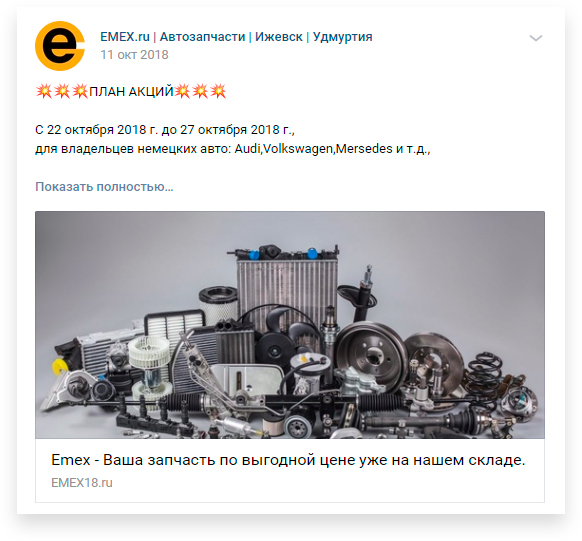 EMEX.ru | Автозапчасти | Ижевск | Удмуртия
11 окт 2018
💥💥💥ПЛАН АКЦИЙ💥💥💥
С 22 октября 2018 г. до 27 октября 2018 г.,
для владельцев немецких авто: Audi,Volkswagen,Mersedes и т.д.,
Показать полностью…
Emex - Ваша запчасть по выгодной цене уже на нашем складе.
EMEX18.ru